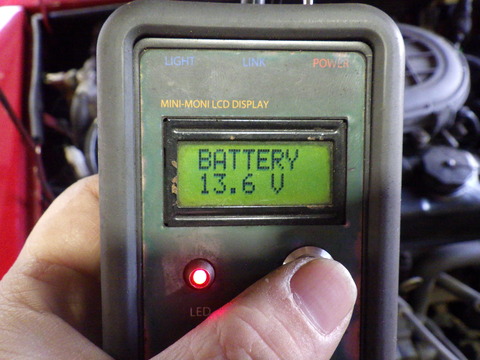 LIGHT LINK POWER
MINI-MONI LCD DISPLAY
BATTERY
13.6 V
LED